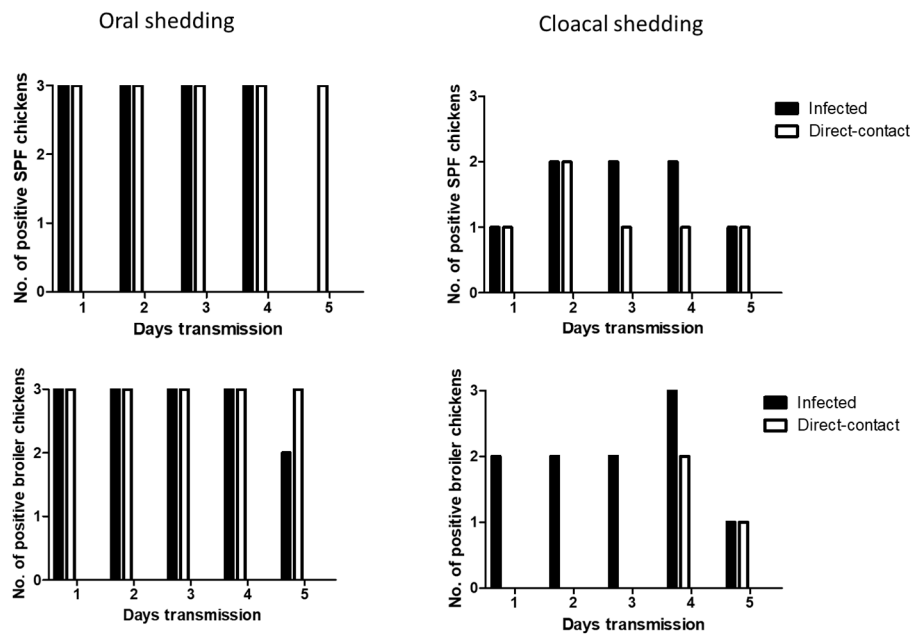 Oral shedding
Cloacal shedding
No. of positive SPF chickens
3
2
1
0
1 2 3 4 5
Days transmission
No. of positive SPF chickens
3
2
1
0
1 2 3 4 5
Days transmission
Infected
Direct-contact
No. of positive broiler chickens
3
2
1
0
1 2 3 4 5
Days transmission
No. of positive broiler chickens
3
2
1
0
1 2 3 4 5
Days transmission
Infected
Direct-contact